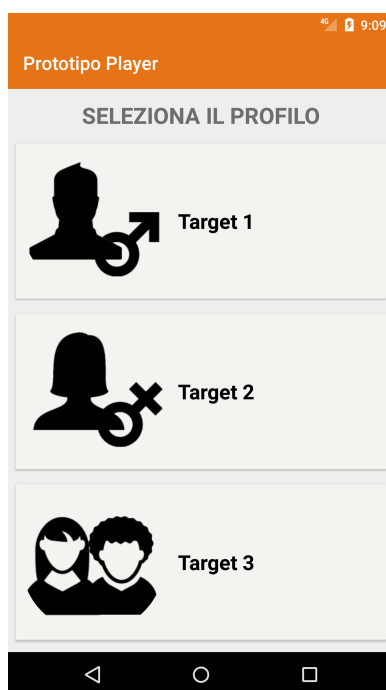 4G 9:09
Prototipo Player
SELEZIONA IL PROFILO
Target 1
Target 2
Target 3